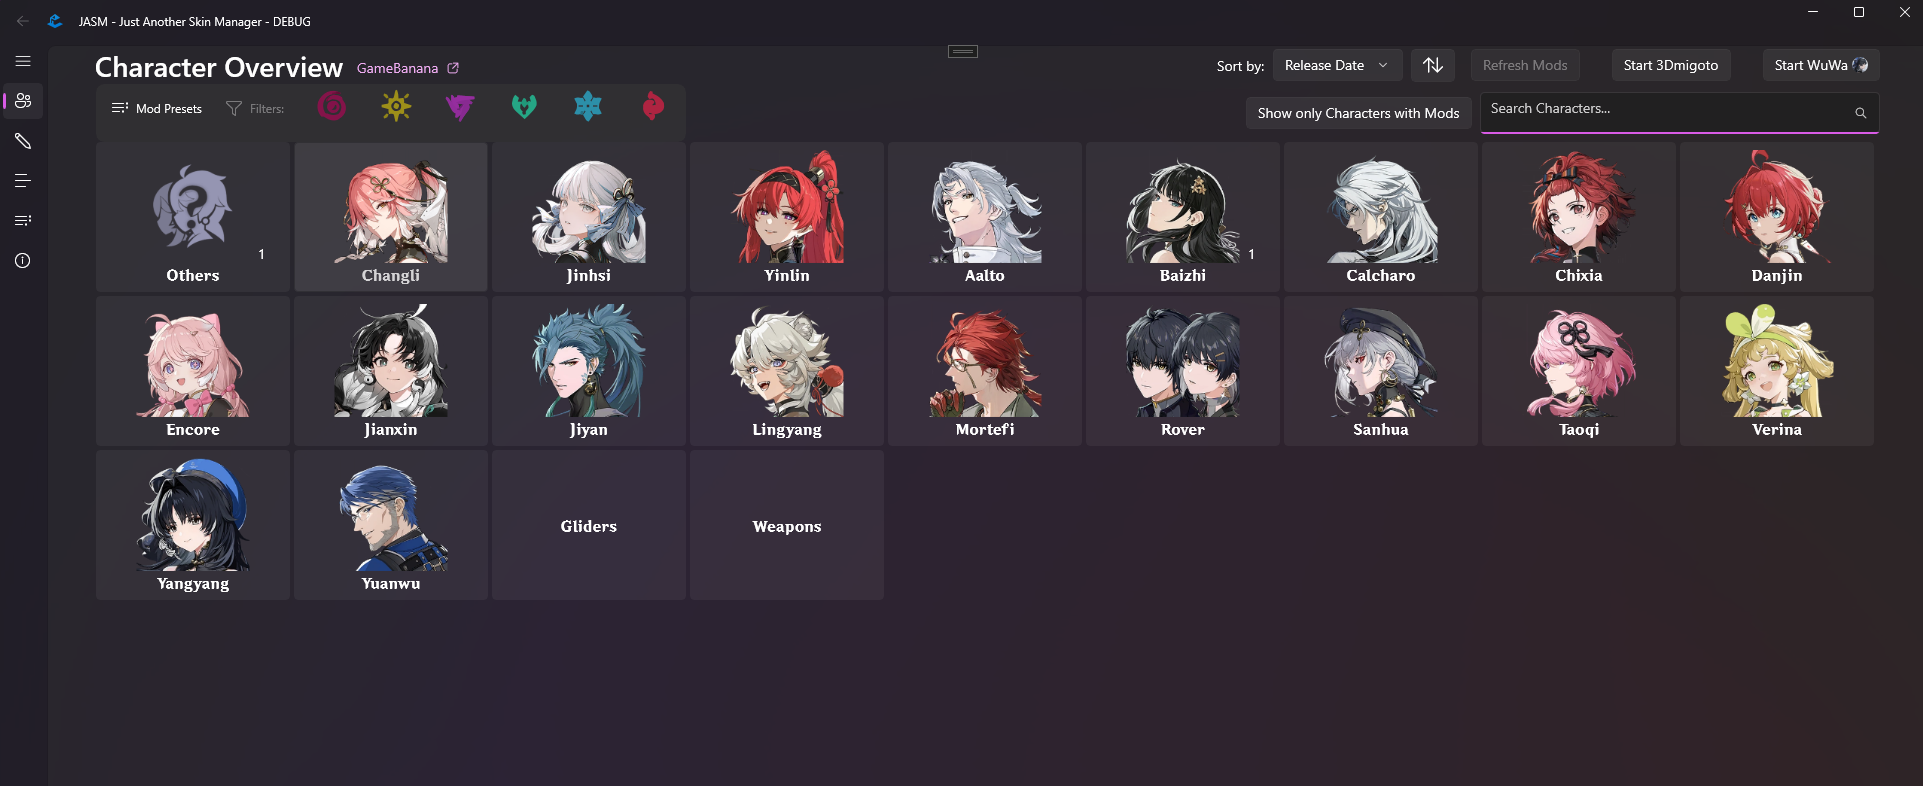 JASM - Just Another Skin Manager - DEBUG
Character Overview GameBanana
Sort by: Release Date Refresh Mods Start 3Dmigoto Start WuWa
Mod Presets Filters:
Show only Characters with Mods Search Characters...
1 1
Others Changli Jinhsi Yinlin Aalto Baizhi Calcharo Chixia Danjin
Encore Jianxin Jiyan Lingyang Mortefi Rover Sanhua Taoqi Verina
Gliders Weapons
Yangyang Yuanwu